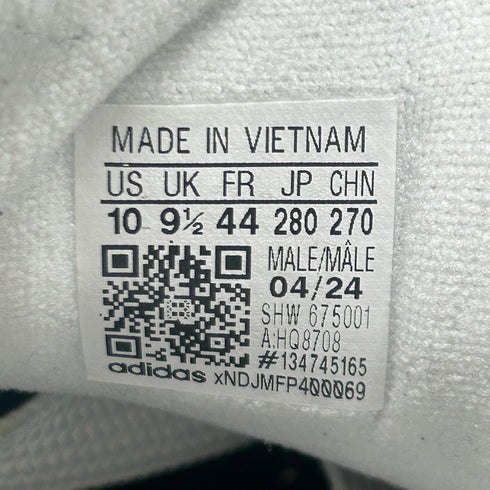 MADE IN VIETNAM
US UK FR JP CHN
10 9½ 44 280 270
MALE/MÂLE
04/24
SHW 675001
A:HQ8708
#134745165
adidas xNDJMFP400069